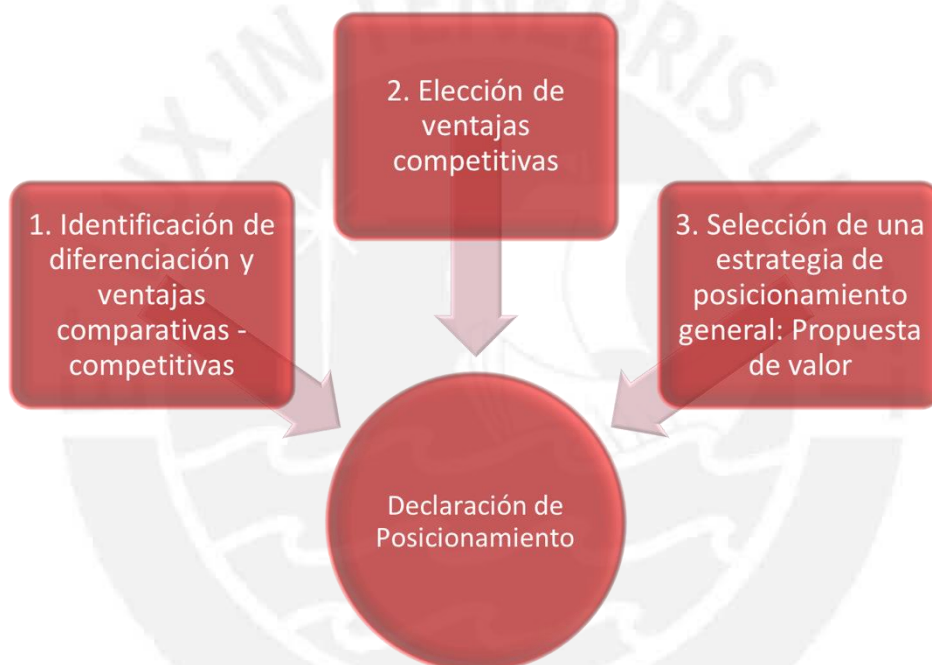 1. Identificación de
diferenciación y
ventajas
comparativas -
competitivas
2. Elección de
ventajas
competitivas
3. Selección de una
estrategia de
posicionamiento
general: Propuesta
de valor
Declaración de
Posicionamiento